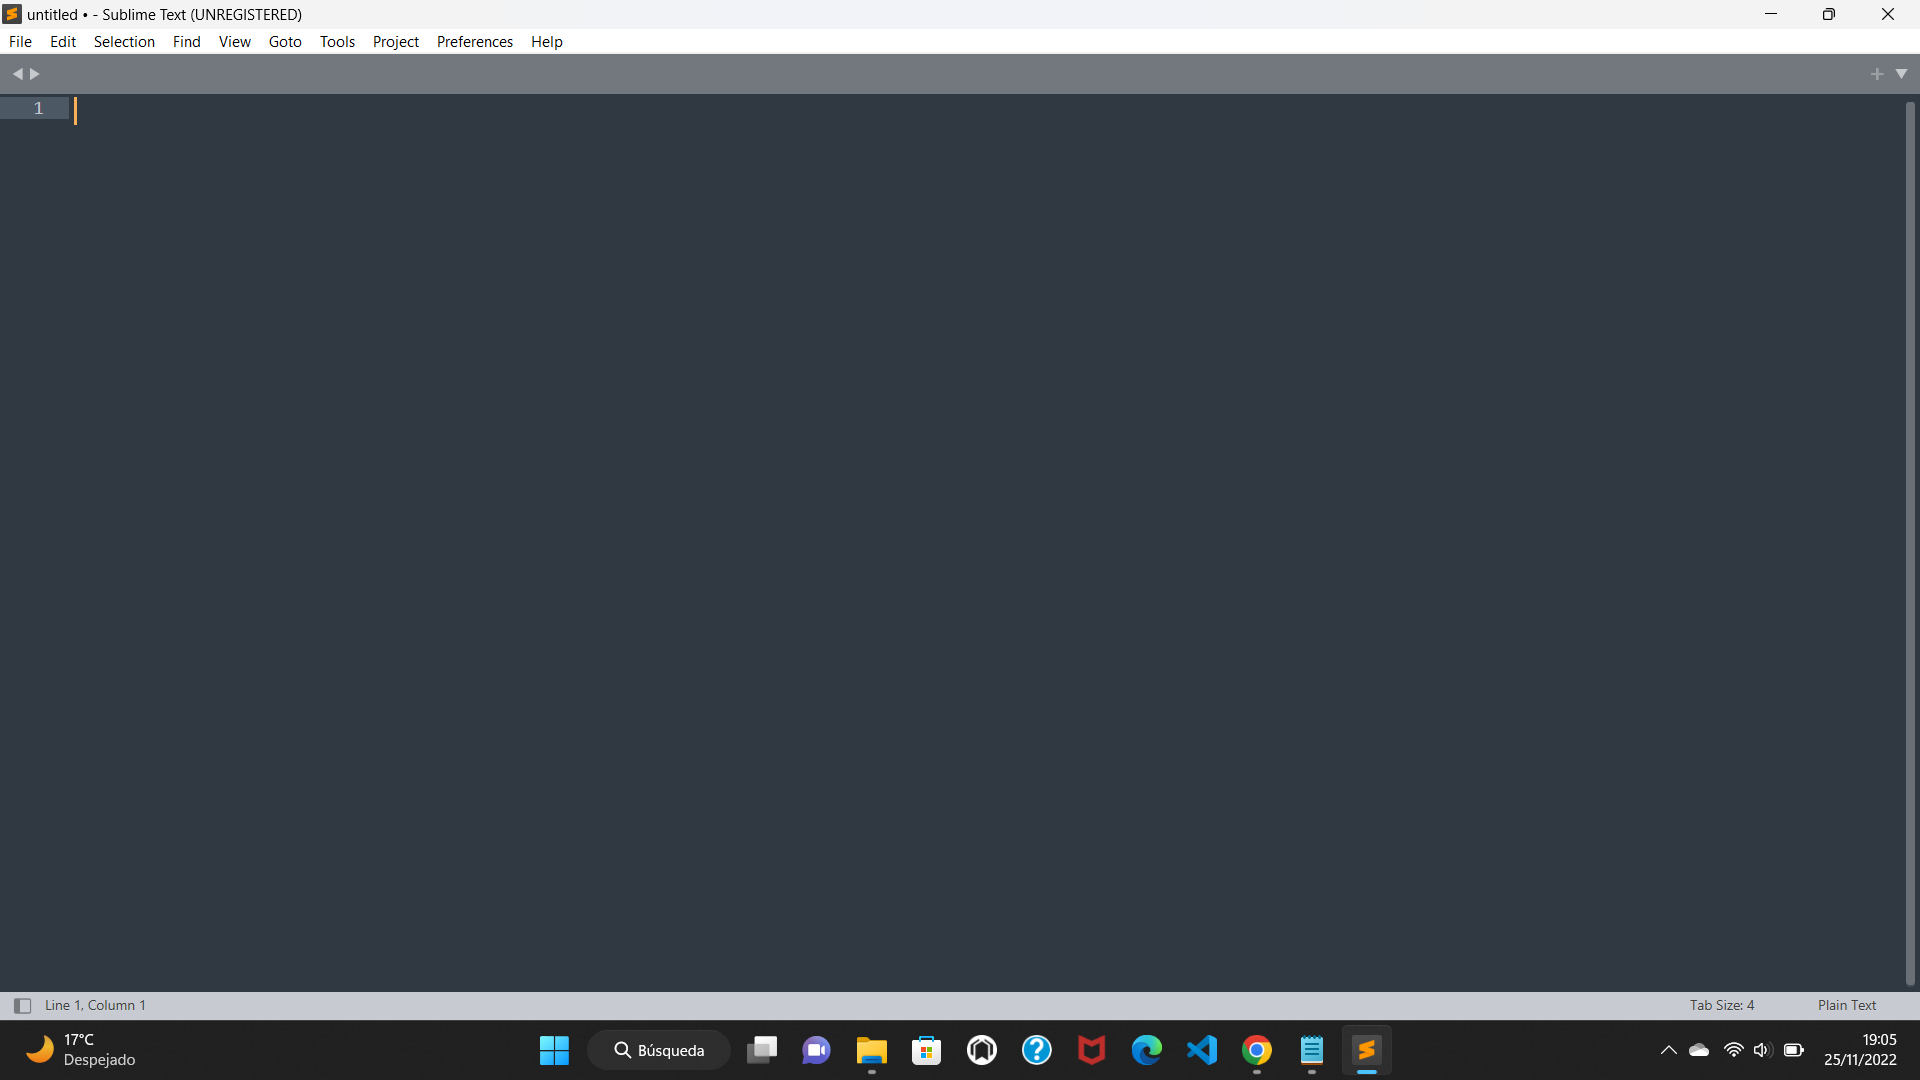 untitled • - Sublime Text (UNREGISTERED)
File Edit Selection Find View Goto Tools Project Preferences Help
1
Line 1, Column 1
Tab Size: 4
Plain Text
17°C
Despejado
Búsqueda
19:05
25/11/2022